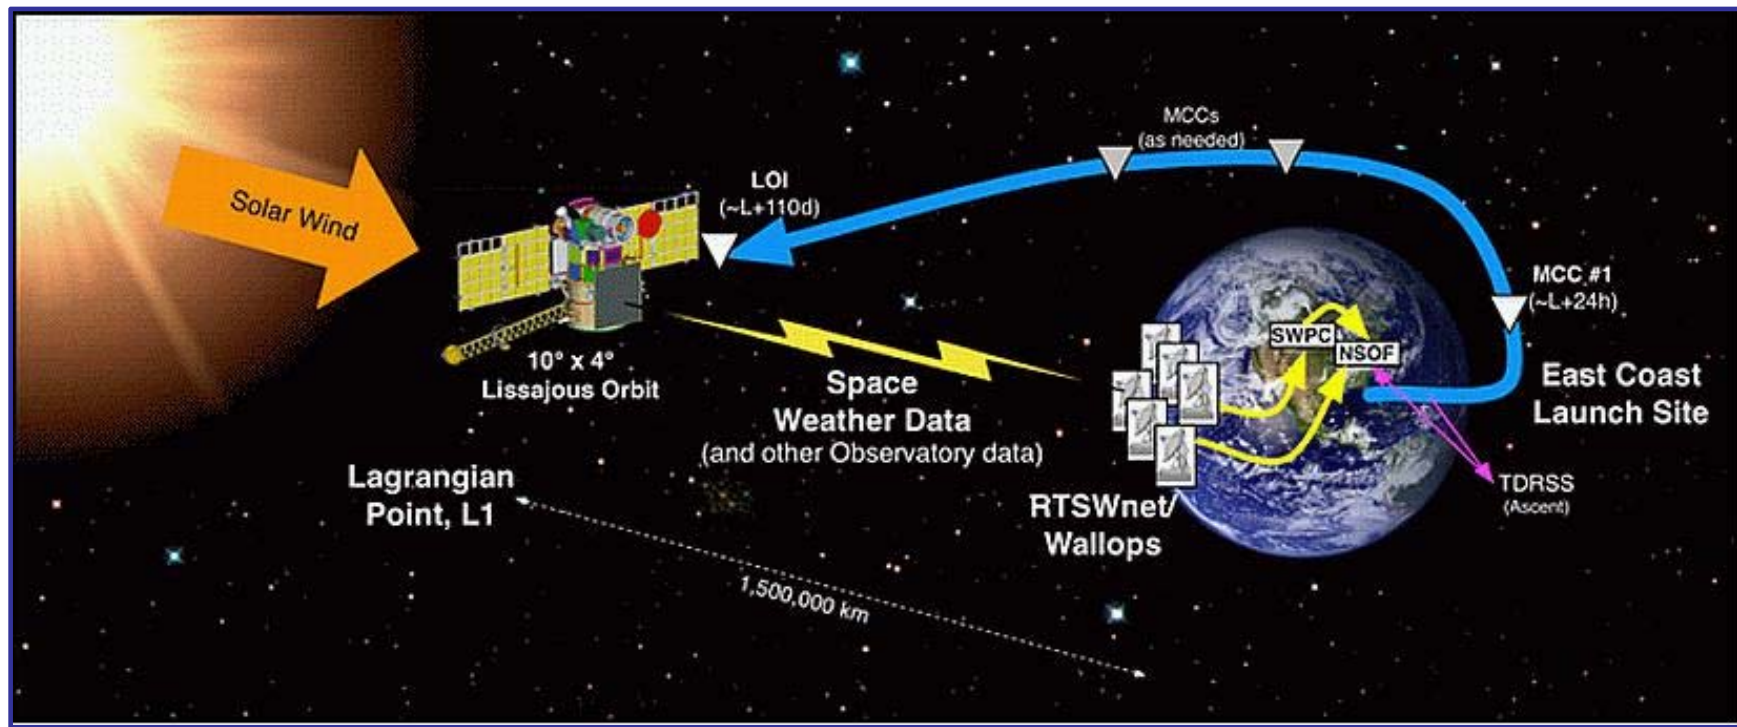 Solar Wind
LOI
(~L+110d)
MCCs
(as needed)
MCC #1
(~L+24h)
10° x 4°
Lissajous Orbit
Space
Weather Data
(and other Observatory data)
SWPC
NSOF
East Coast
Launch Site
Lagrangian
Point, L1
RTSWnet/
Wallops
TDRSS
(Ascent)
1,500,000 km